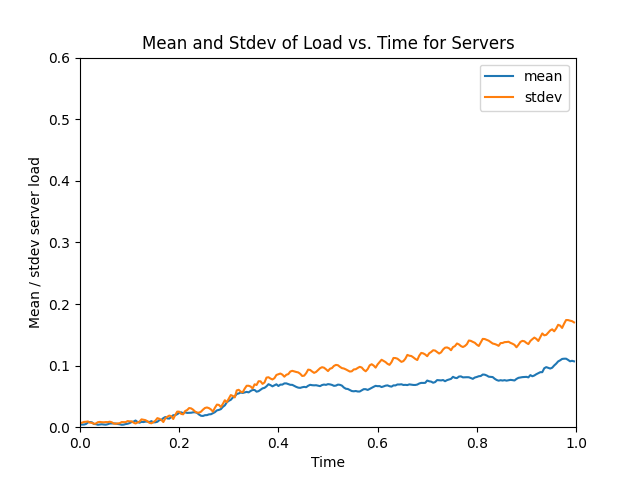 Mean and Stdev of Load vs. Time for Servers
mean
stdev
Mean / stdev server load
0.6
0.5
0.4
0.3
0.2
0.1
0.0
0.0 0.2 0.4 0.6 0.8 1.0
Time